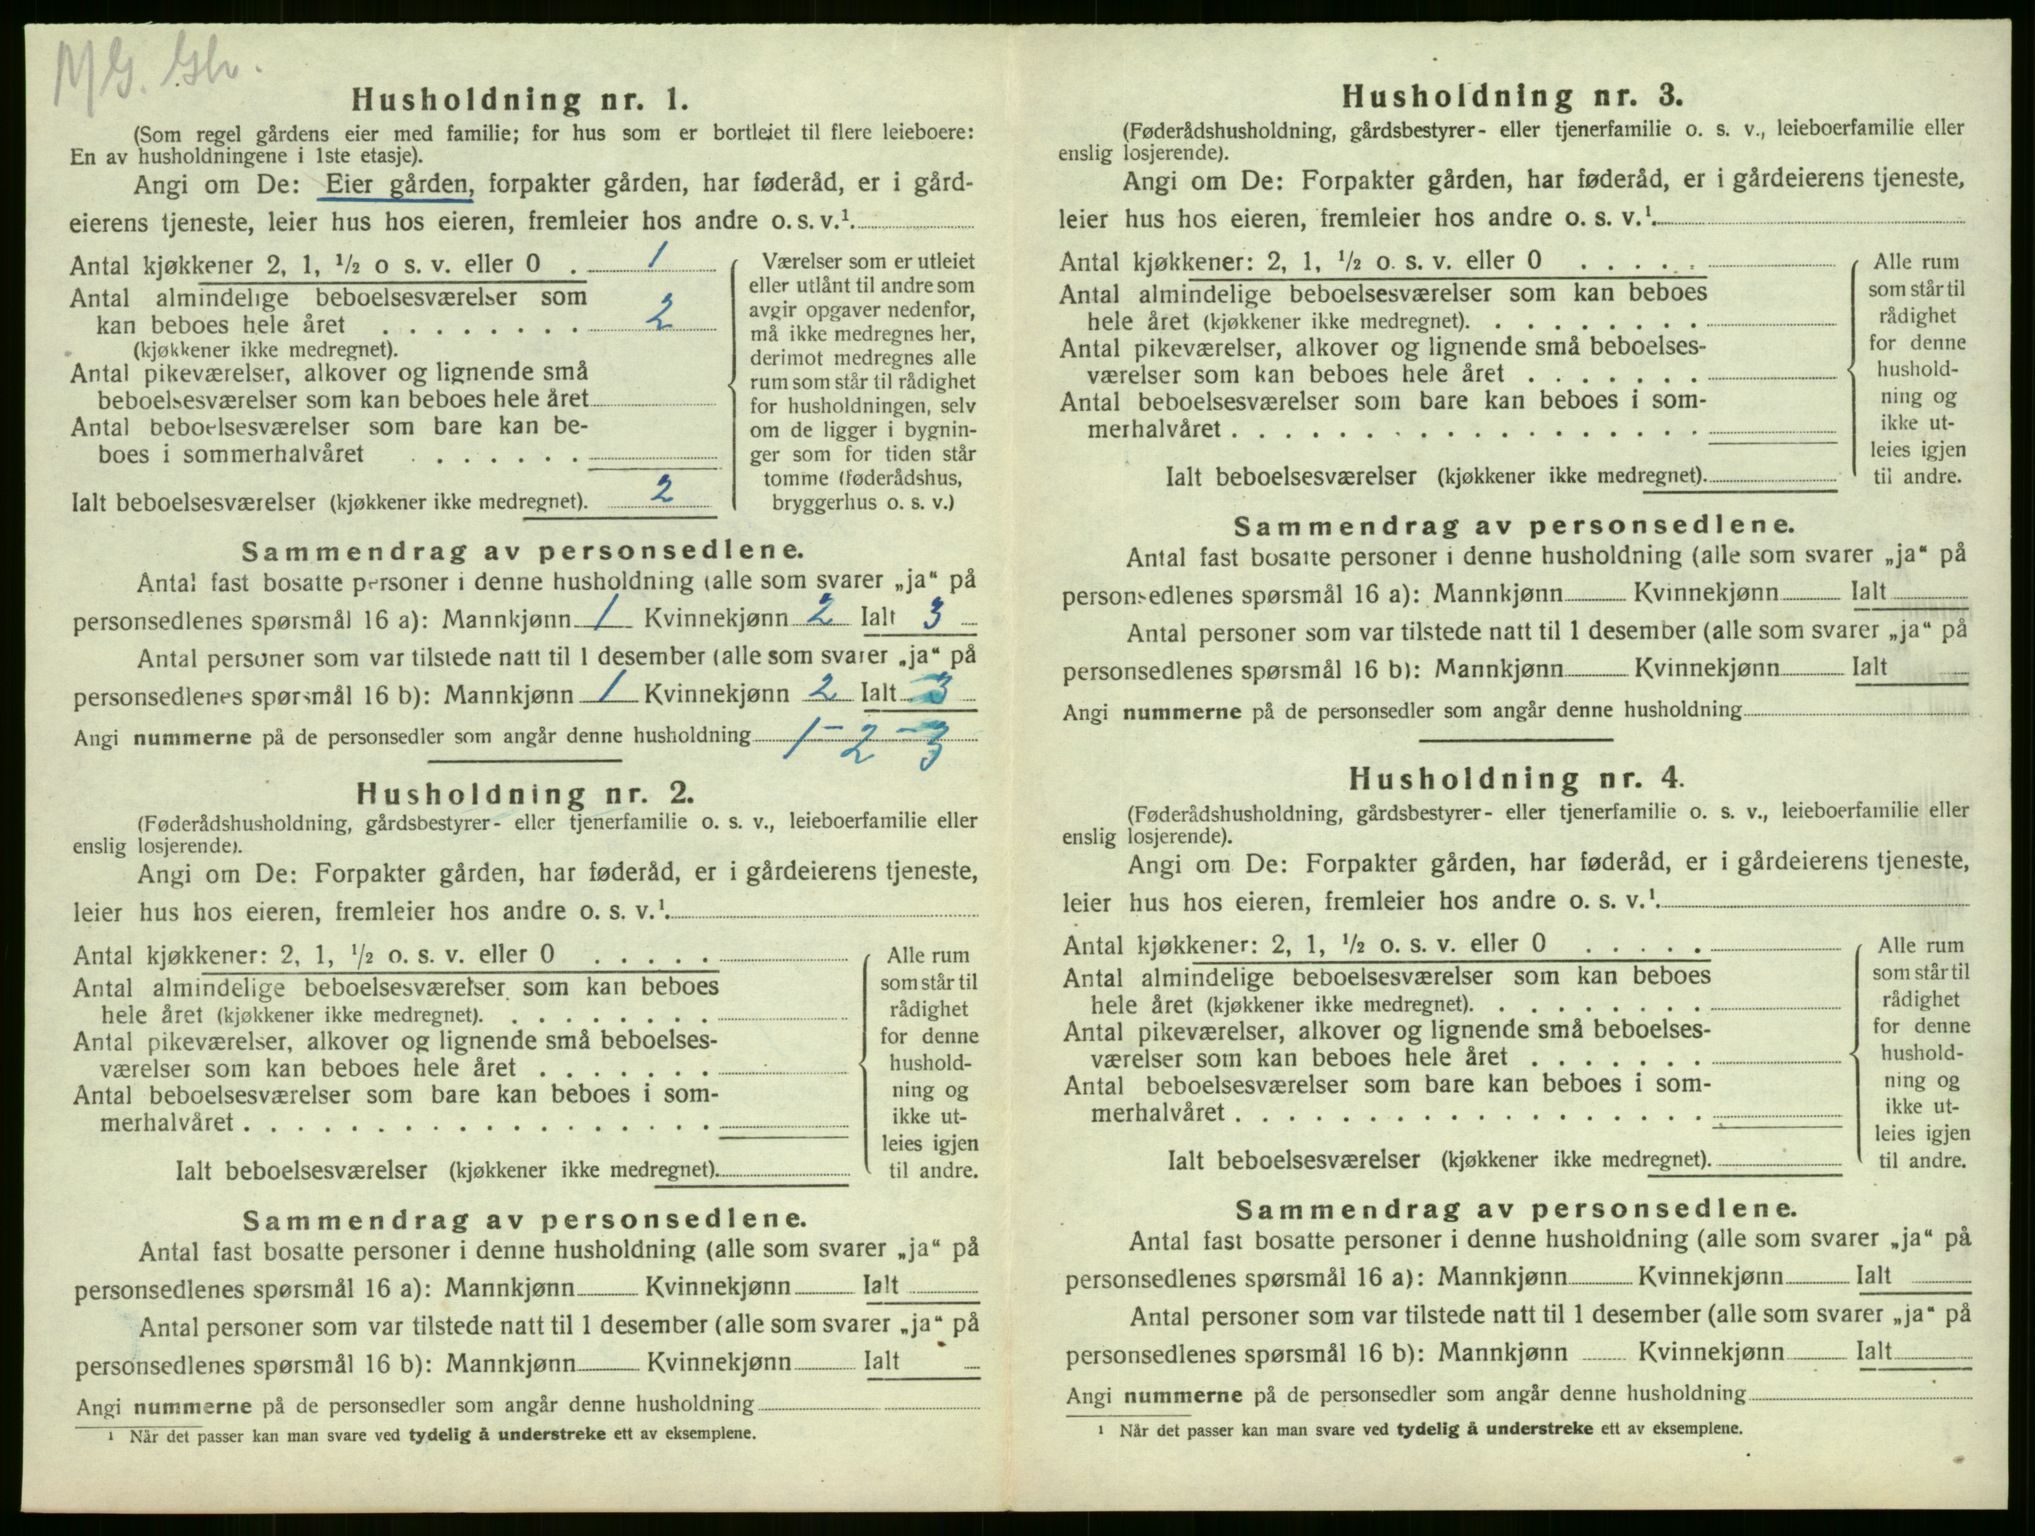 MG. Gh.
Husholdning nr. 1.
(Som regel gårdens eier med familie; for hus som er bortleiet til flere leieboere:
En av husholdningene i 1ste etasje).
Angi om De: Eier gården, forpakter gården, har føderåd, er i gård-
eierens tjeneste, leier hus hos eieren, fremleier hos andre o. s. v.¹.
Antal kjøkkener 2, 1, ½ o s. v. eller 0 . 1
Antal almindelige beboelsesværelser som
kan beboes hele året . . . . . . . . 2
(kjøkkener ikke medregnet).
Antal pikeværelser, alkover og lignende små
beboelsesværelser som kan beboes hele året
Antal beboelsesværelser som bare kan be-
boes i sommerhalvåret . . . . . .
Ialt beboelsesværelser (kjøkkener ikke medregnet). 2
Værelser som er utleiet
eller utlånt til andre som
avgir opgaver nedenfor,
må ikke medregnes her,
derimot medregnes alle
rum som står til rådighet
for husholdningen, selv
om de ligger i bygnin-
ger som for tiden står
tomme (føderådshus,
bryggerhus o. s. v.)
Sammendrag av personsedlene.
Antal fast bosatte personer i denne husholdning (alle som svarer „ja“ på
personsedlenes spørsmål 16 a): Mannkjønn 1 Kvinnekjønn 2 Ialt 3
Antal personer som var tilstede natt til 1 desember (alle som svarer „ja“ på
personsedlenes spørsmål 16 b): Mannkjønn 1 Kvinnekjønn 2 Ialt 3
Angi nummerne på de personsedler som angår denne husholdning 1-2-3
Husholdning nr. 2.
(Føderådshusholdning, gårdsbestyrer- eller tjenerfamilie o. s. v., leieboerfamilie eller
enslig losjerende).
Angi om De: Forpakter gården, har føderåd, er i gårdeierens tjeneste,
leier hus hos eieren, fremleier hos andre o. s. v.¹.
Antal kjøkkener: 2, 1, ½ o. s. v. eller 0 . . . . .
Antal almindelige beboelsesværelser som kan beboes
hele året (kjøkkener ikke medregnet). . . . . . . . .
Antal pikeværelser, alkover og lignende små beboelses-
værelser som kan beboes hele året . . . . . . .
Antal beboelsesværelser som bare kan beboes i som-
merhalvåret . . . . . . . . . . . . . . . . . .
Ialt beboelsesværelser (kjøkkener ikke medregnet).
Alle rum
som står til
rådighet
for denne
hushold-
ning og
ikke ut-
leies igjen
til andre.
Sammendrag av personsedlene.
Antal fast bosatte personer i denne husholdning (alle som svarer „ja“ på
personsedlenes spørsmål 16 a): Mannkjønn Kvinnekjønn Ialt
Antal personer som var tilstede natt til 1 desember (alle som svarer „ja“ på
personsedlenes spørsmål 16 b): Mannkjønn Kvinnekjønn Ialt
Angi nummerne på de personsedler som angår denne husholdning
¹ Når det passer kan man svare ved tydelig å understreke ett av eksemplene.
Husholdning nr. 3.
(Føderådshusholdning, gårdsbestyrer- eller tjenerfamilie o. s. v., leieboerfamilie eller
enslig losjerende).
Angi om De: Forpakter gården, har føderåd, er i gårdeierens tjeneste,
leier hus hos eieren, fremleier hos andre o. s. v.¹.
Antal kjøkkener: 2, 1, ½ o. s. v. eller 0 . . . . .
Antal almindelige beboelsesværelser som kan beboes
hele året (kjøkkener ikke medregnet). . . . . . . . .
Antal pikeværelser, alkover og lignende små beboelses-
værelser som kan beboes hele året . . . . . . .
Antal beboelsesværelser som bare kan beboes i som-
merhalvåret . . . . . . . . . . . . . . . . . .
Ialt beboelsesværelser (kjøkkener ikke medregnet).
Alle rum
som står til
rådighet
for denne
hushold-
ning og
ikke ut-
leies igjen
til andre.
Sammendrag av personsedlene.
Antal fast bosatte personer i denne husholdning (alle som svarer „ja“ på
personsedlenes spørsmål 16 a): Mannkjønn Kvinnekjønn Ialt
Antal personer som var tilstede natt til 1 desember (alle som svarer „ja“ på
personsedlenes spørsmål 16 b): Mannkjønn Kvinnekjønn Ialt
Angi nummerne på de personsedler som angår denne husholdning
Husholdning nr. 4.
(Føderådshusholdning, gårdsbestyrer- eller tjenerfamilie o. s. v., leieboerfamilie eller
enslig losjerende).
Angi om De: Forpakter gården, har føderåd, er i gårdeierens tjeneste,
leier hus hos eieren, fremleier hos andre o. s. v.¹.
Antal kjøkkener: 2, 1, ½ o. s. v. eller 0 . . . . .
Antal almindelige beboelsesværelser som kan beboes
hele året (kjøkkener ikke medregnet). . . . . . . . .
Antal pikeværelser, alkover og lignende små beboelses-
værelser som kan beboes hele året . . . . . . .
Antal beboelsesværelser som bare kan beboes i som-
merhalvåret . . . . . . . . . . . . . . . . . .
Ialt beboelsesværelser (kjøkkener ikke medregnet).
Alle rum
som står til
rådighet
for denne
hushold-
ning og
ikke ut-
leies igjen
til andre.
Sammendrag av personsedlene.
Antal fast bosatte personer i denne husholdning (alle som svarer „ja“ på
personsedlenes spørsmål 16 a): Mannkjønn Kvinnekjønn Ialt
Antal personer som var tilstede natt til 1 desember (alle som svarer „ja“ på
personsedlenes spørsmål 16 b): Mannkjønn Kvinnekjønn Ialt
Angi nummerne på de personsedler som angår denne husholdning
¹ Når det passer kan man svare ved tydelig å understreke ett av eksemplene.